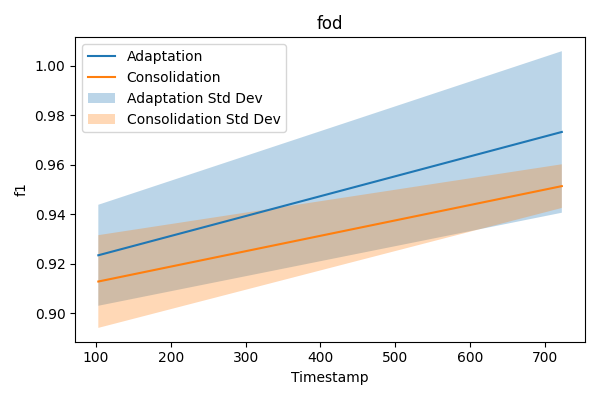 fod
Adaptation
Consolidation
Adaptation Std Dev
Consolidation Std Dev
f1
1.00
0.98
0.96
0.94
0.92
0.90
100 200 300 400 500 600 700
Timestamp